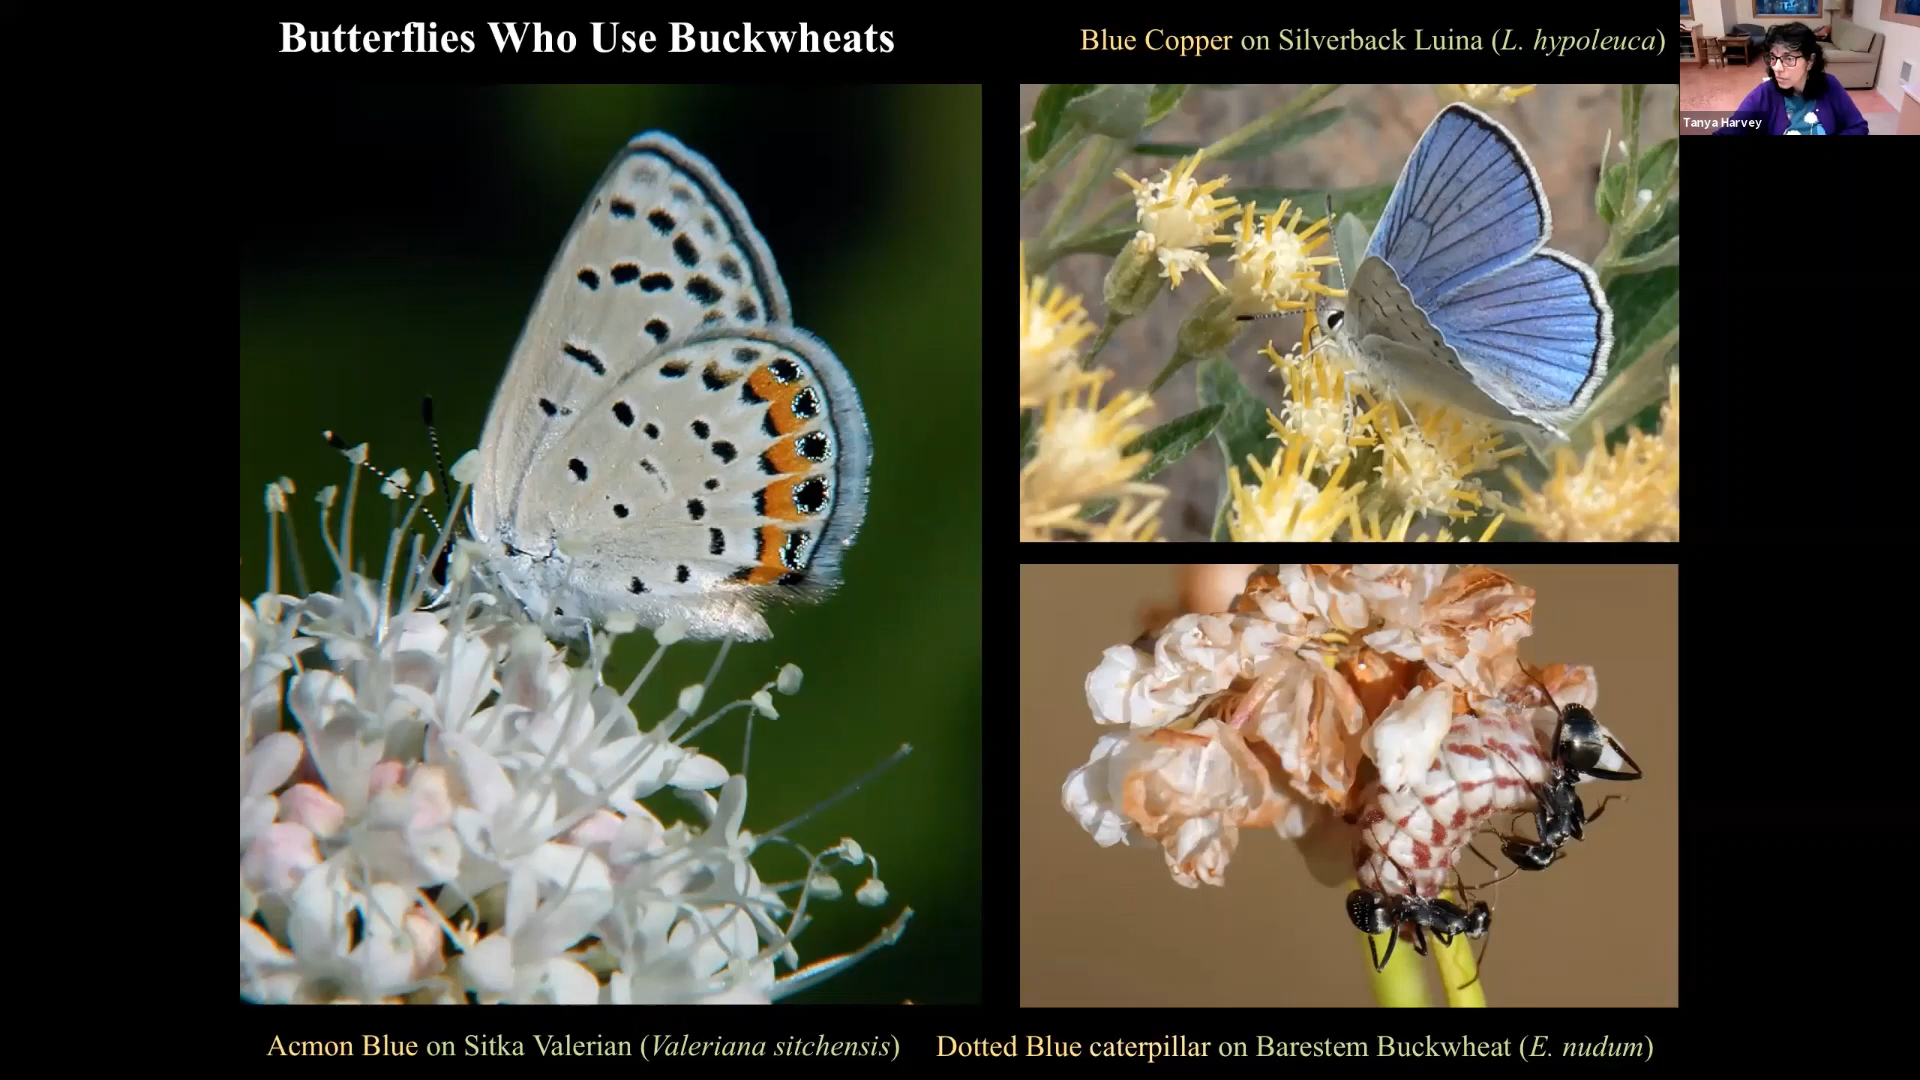 Butterflies Who Use Buckwheats
Blue Copper on Silverback Luina (L. hypoleuca)
Tanya Harvey
Acmon Blue on Sitka Valerian (Valeriana sitchensis)
Dotted Blue caterpillar on Barestem Buckwheat (E. nudum)